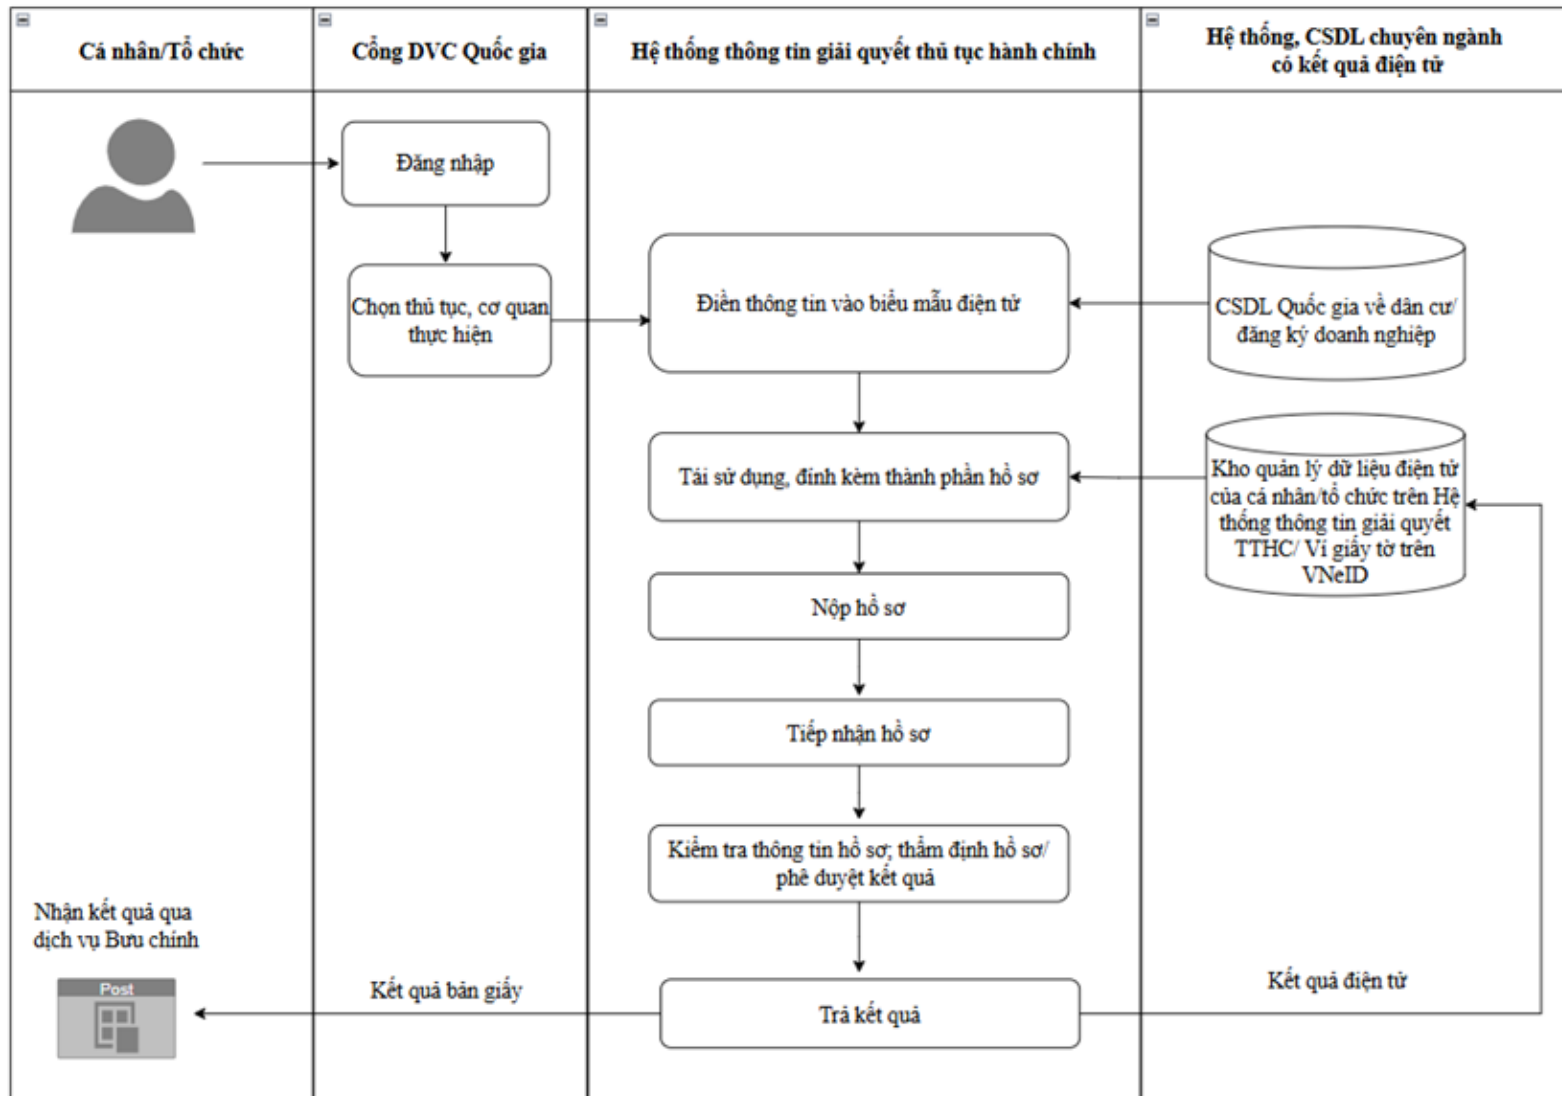 Cá nhân/Tổ chức
Cổng DVC Quốc gia
Hệ thống thông tin giải quyết thủ tục hành chính
Hệ thống, CSDL chuyên ngành
có kết quả điện tử
Đăng nhập
Chọn thủ tục, cơ quan
thực hiện
Điền thông tin vào biểu mẫu điện tử
CSDL Quốc gia về dân cư/
đăng ký doanh nghiệp
Tái sử dụng, đính kèm thành phần hồ sơ
Kho quản lý dữ liệu điện tử
của cá nhân/tổ chức trên Hệ
thống thông tin giải quyết
TTHC/ Ví giấy tờ trên
VNeID
Nộp hồ sơ
Tiếp nhận hồ sơ
Kiểm tra thông tin hồ sơ; thẩm định hồ sơ/
phê duyệt kết quả
Nhận kết quả qua
dịch vụ Bưu chính
Post
Kết quả bản giấy
Trả kết quả
Kết quả điện tử